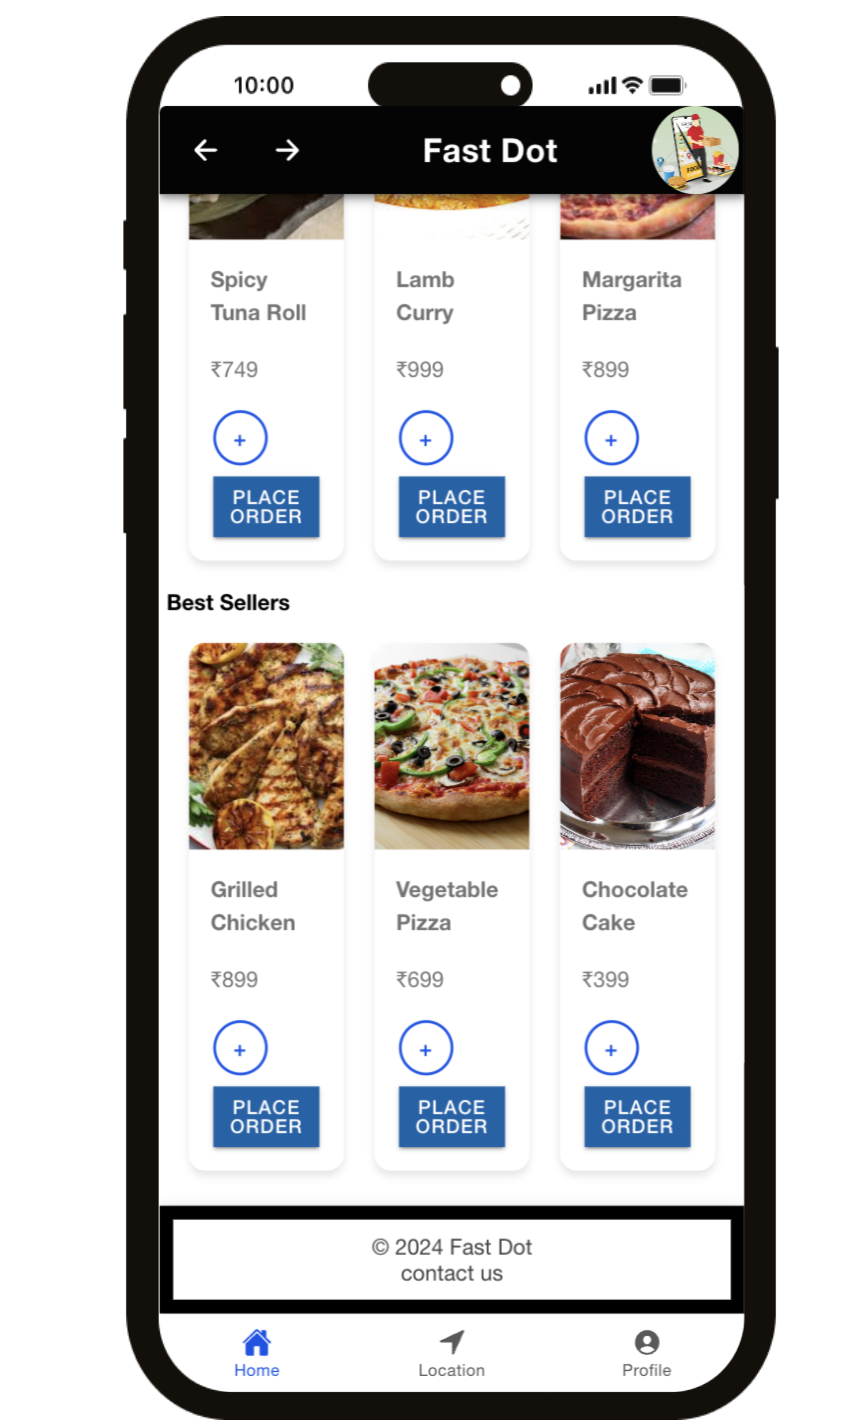 10:00
Fast Dot
Spicy
Tuna Roll
₹749
+
PLACE
ORDER
Lamb
Curry
₹999
+
PLACE
ORDER
Margarita
Pizza
₹899
+
PLACE
ORDER
Best Sellers
Grilled
Chicken
₹899
+
PLACE
ORDER
Vegetable
Pizza
₹699
+
PLACE
ORDER
Chocolate
Cake
₹399
+
PLACE
ORDER
© 2024 Fast Dot
contact us
Home
Location
Profile